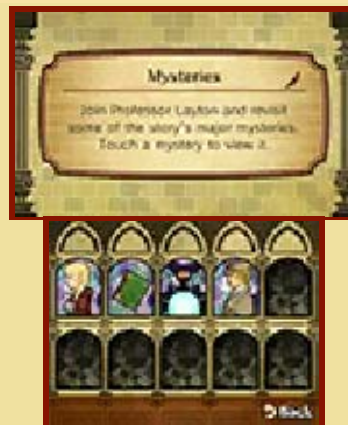 Mysteries
Join Professor Layton and revisit
some of the story's major mysteries.
Touch a mystery to view it.
Back